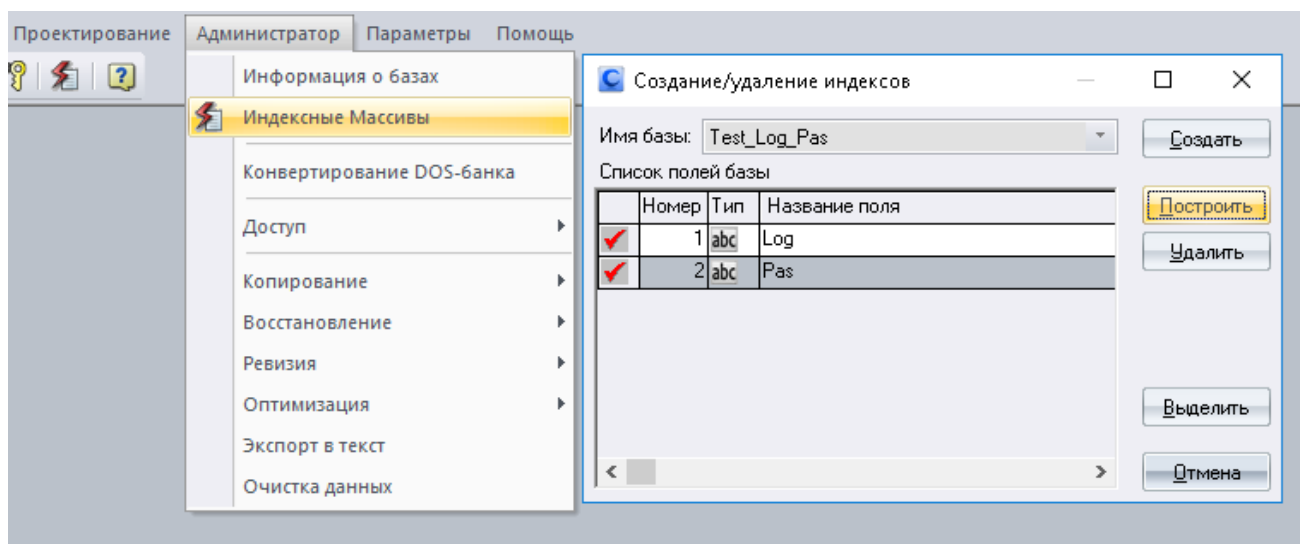 Проектирование Администратор Параметры Помощь
Информация о базах
Индексные Массивы
Конвертирование DOS-банка
Доступ
Копирование
Восстановление
Ревизия
Оптимизация
Экспорт в текст
Очистка данных
Создание/удаление индексов
Имя базы: Test_Log_Pas
Создать
Список полей базы
Номер Тип Название поля
1 abc Log
2 abc Pas
Построить
Удалить
Выделить
Отмена